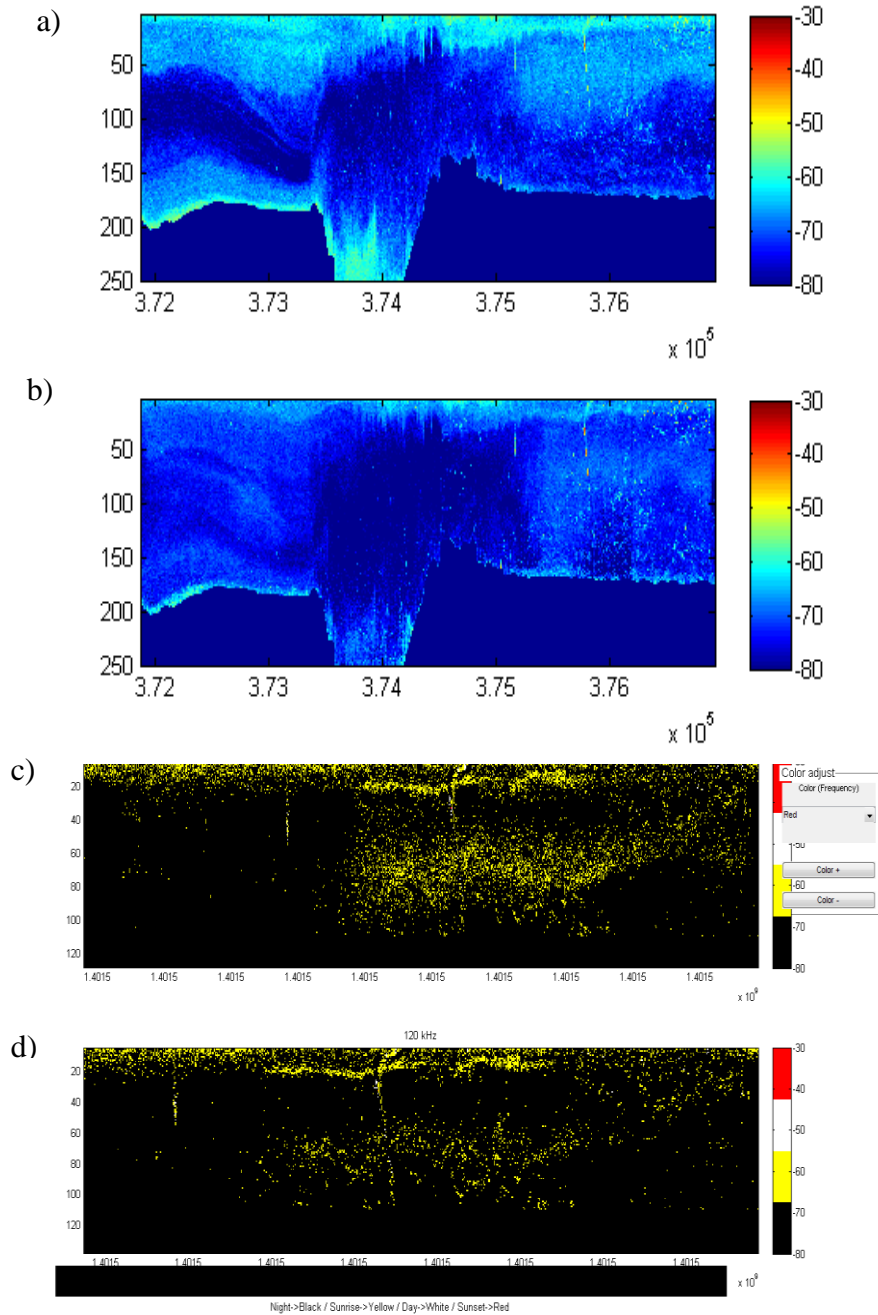 a)
50
100
150
200
250
3.72 3.73 3.74 3.75 3.76
x 10^5
-30
-40
-50
-60
-70
-80
b)
50
100
150
200
250
3.72 3.73 3.74 3.75 3.76
x 10^5
-30
-40
-50
-60
-70
-80
c)
20
40
60
80
100
120
1.4015 1.4015 1.4015 1.4015 1.4015 1.4015 1.4015 1.4015 1.4015 1.4015
x 10^9
Color adjust
Color (Frequency)
Red
-50
Color +
-60
Color -
-70
-80
d)
120 kHz
20
40
60
80
100
120
1.4015 1.4015 1.4015 1.4015 1.4015 1.4015 1.4015
x 10^9
-30
-40
-50
-60
-70
-80
Night->Black / Sunrise->Yellow / Day->White / Sunset->Red